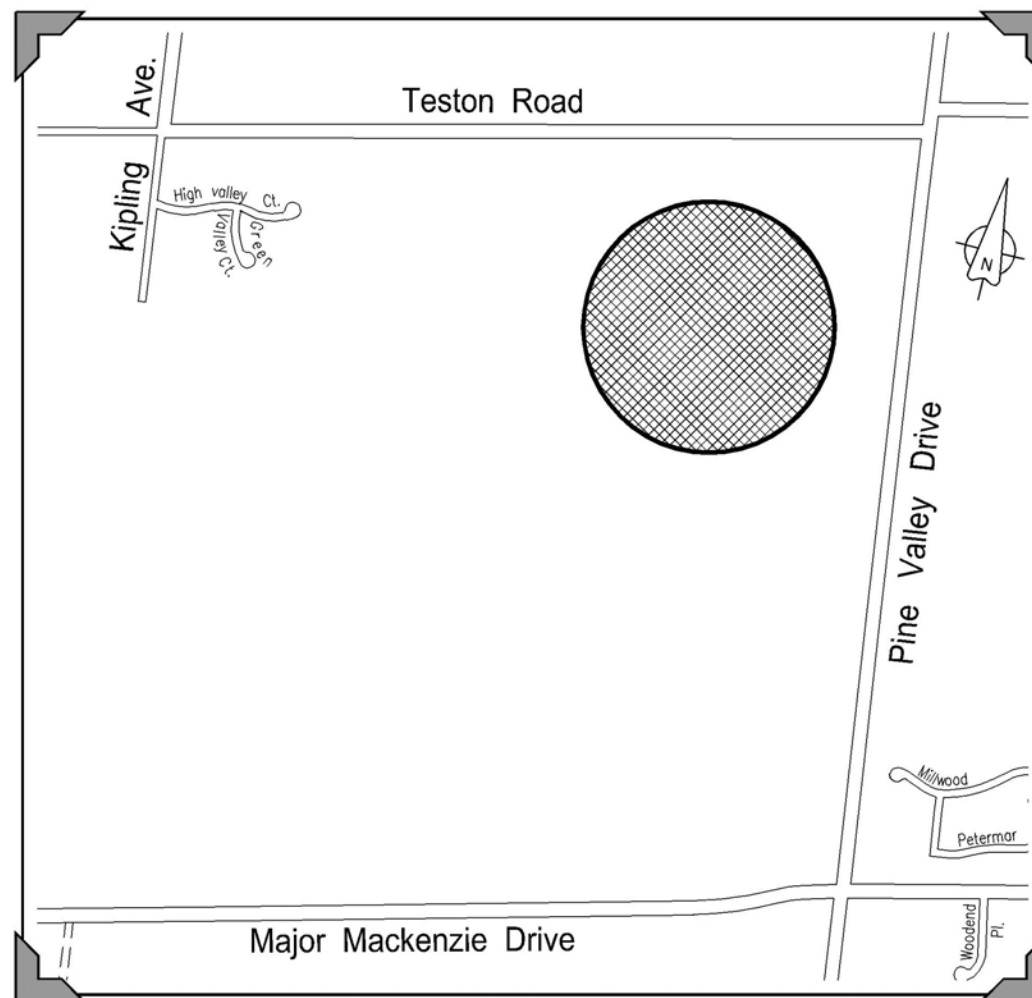 Kipling Ave.
Teston Road
High valley Ct.
Green
Valley Ct.
N
Pine Valley Drive
Millwood
Petermar
Major Mackenzie Drive
Woodend
Pl.